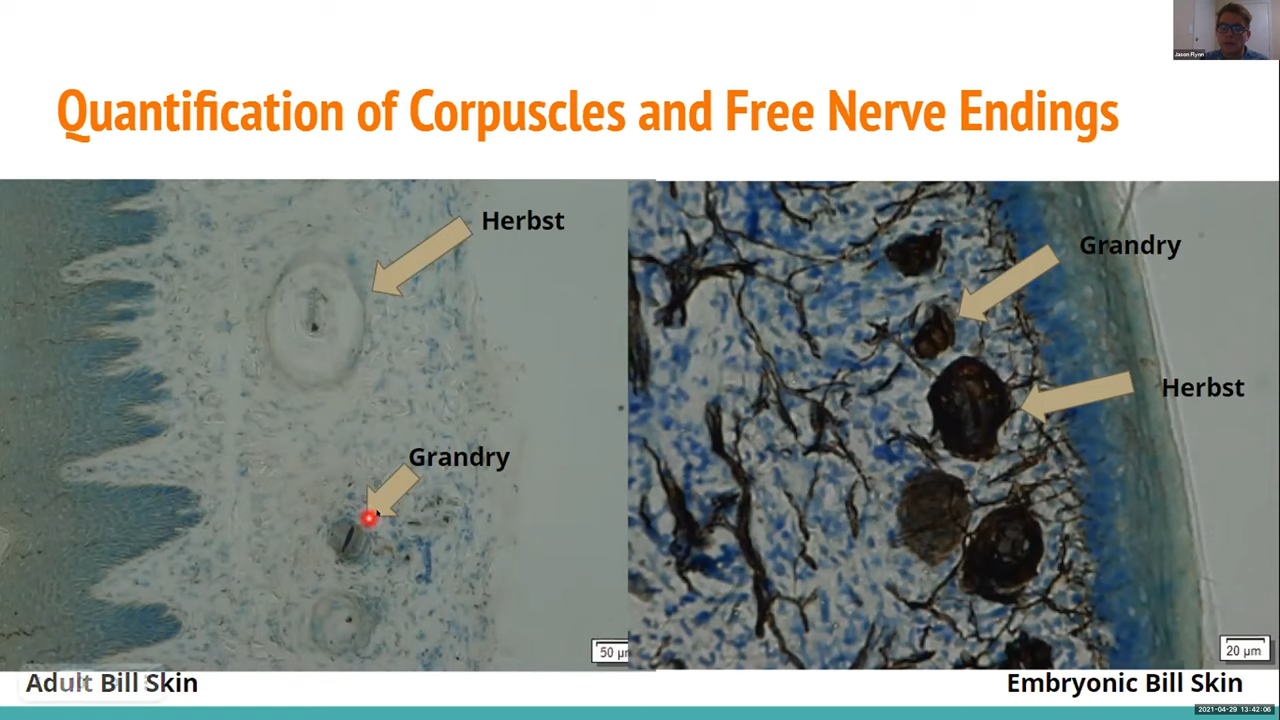 Jason Flynn
Quantification of Corpuscles and Free Nerve Endings
Herbst
Grandry
Grandry
Herbst
50 μm
20 μm
Adult Bill Skin
Embryonic Bill Skin
2021-04-29 13:42:06